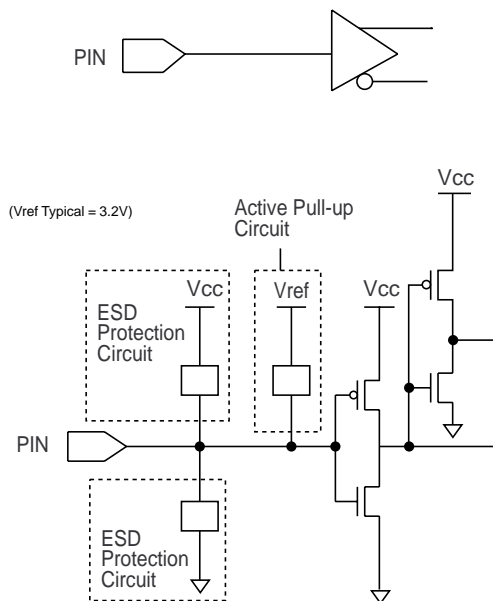 PIN
(Vref Typical = 3.2V)
Active Pull-up
Circuit
Vcc
ESD
Protection
Circuit
Vcc
Vref
Vcc
PIN
ESD
Protection
Circuit